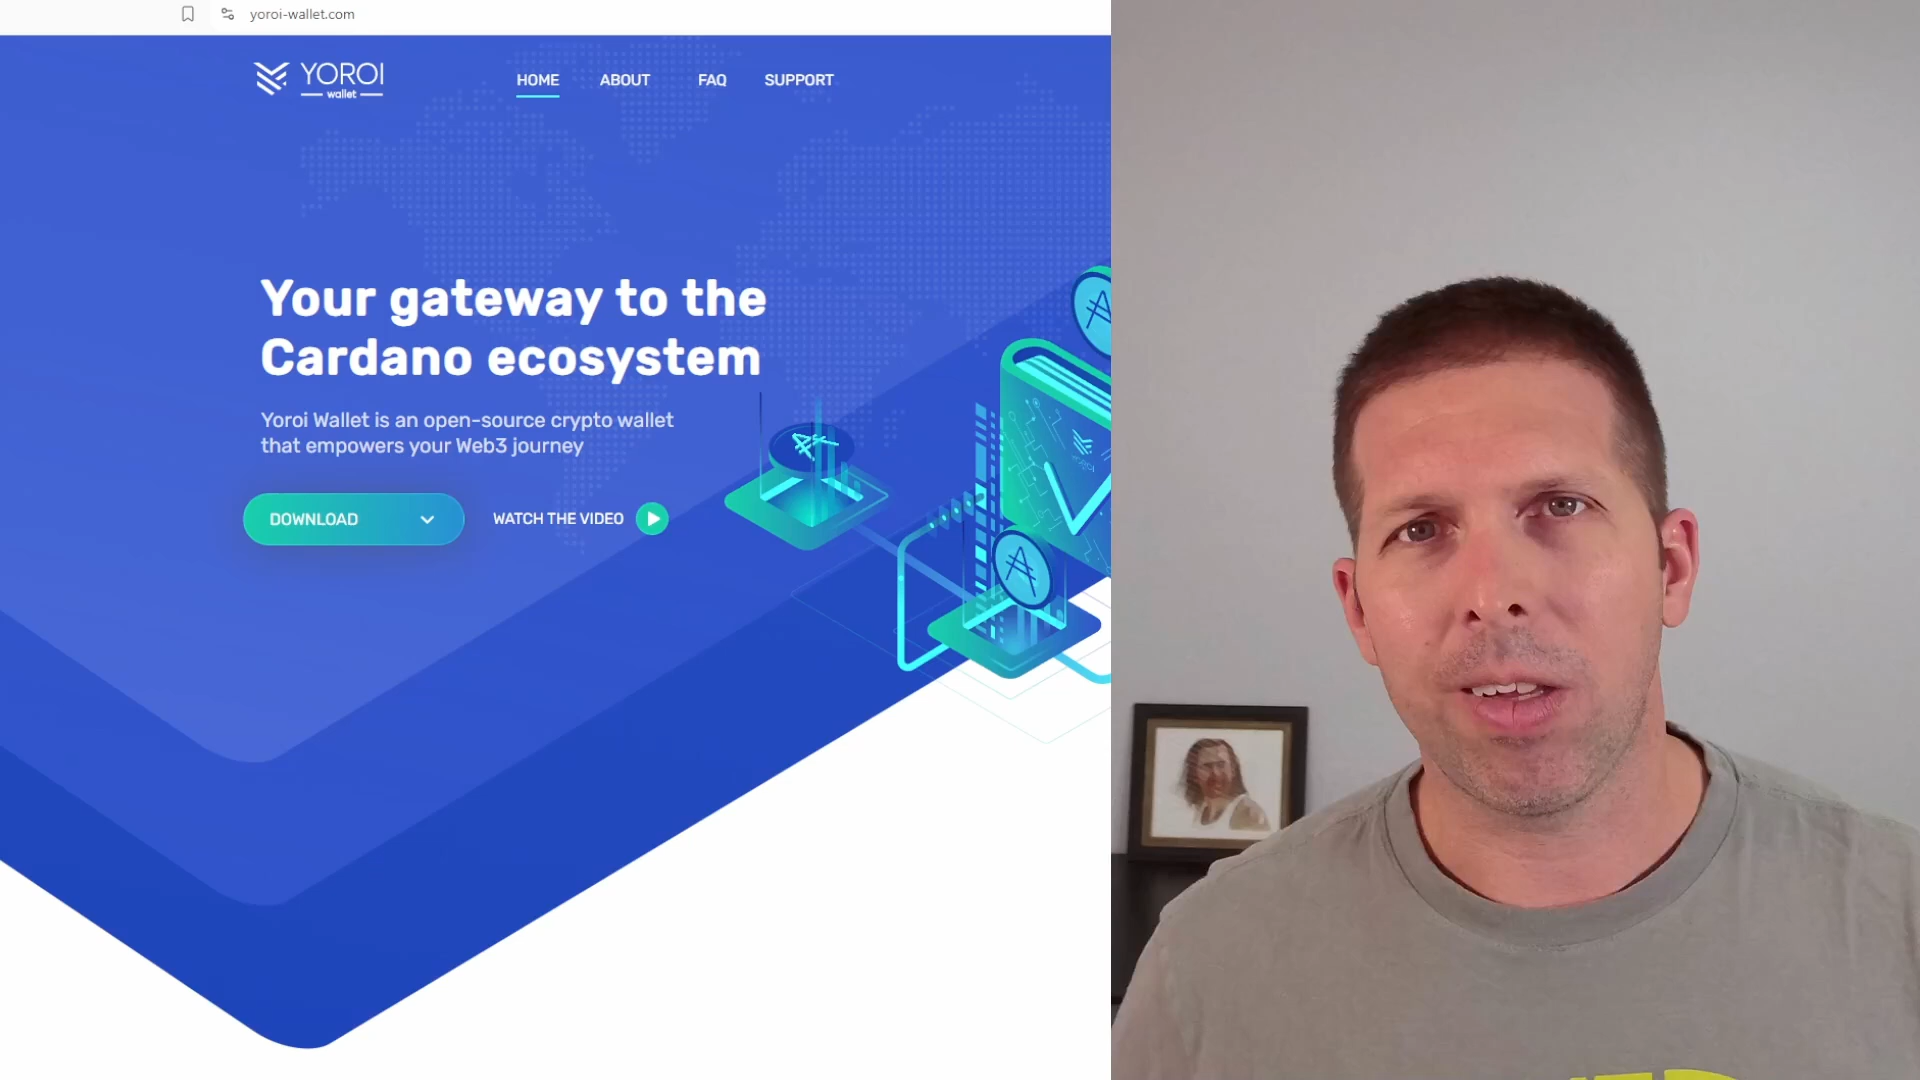 yoroi-wallet.com
YOROI
wallet
HOME ABOUT FAQ SUPPORT
Your gateway to the
Cardano ecosystem
Yoroi Wallet is an open-source crypto wallet
that empowers your Web3 journey
DOWNLOAD
WATCH THE VIDEO